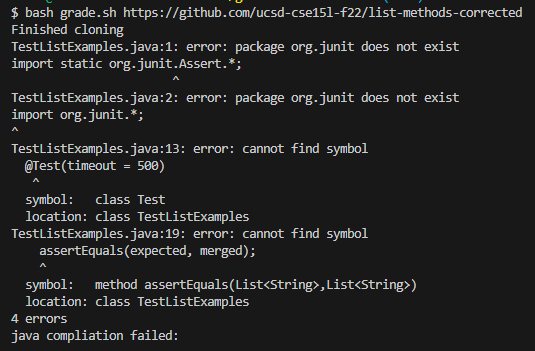 $ bash grade.sh https://github.com/ucsd-cse15l-f22/list-methods-corrected
Finished cloning
TestListExamples.java:1: error: package org.junit does not exist
import static org.junit.Assert.*;
                       ^
TestListExamples.java:2: error: package org.junit does not exist
import org.junit.*;
^
TestListExamples.java:13: error: cannot find symbol
  @Test(timeout = 500)
   ^
  symbol:   class Test
  location: class TestListExamples
TestListExamples.java:19: error: cannot find symbol
    assertEquals(expected, merged);
    ^
  symbol:   method assertEquals(List<String>,List<String>)
  location: class TestListExamples
4 errors
java compliation failed: